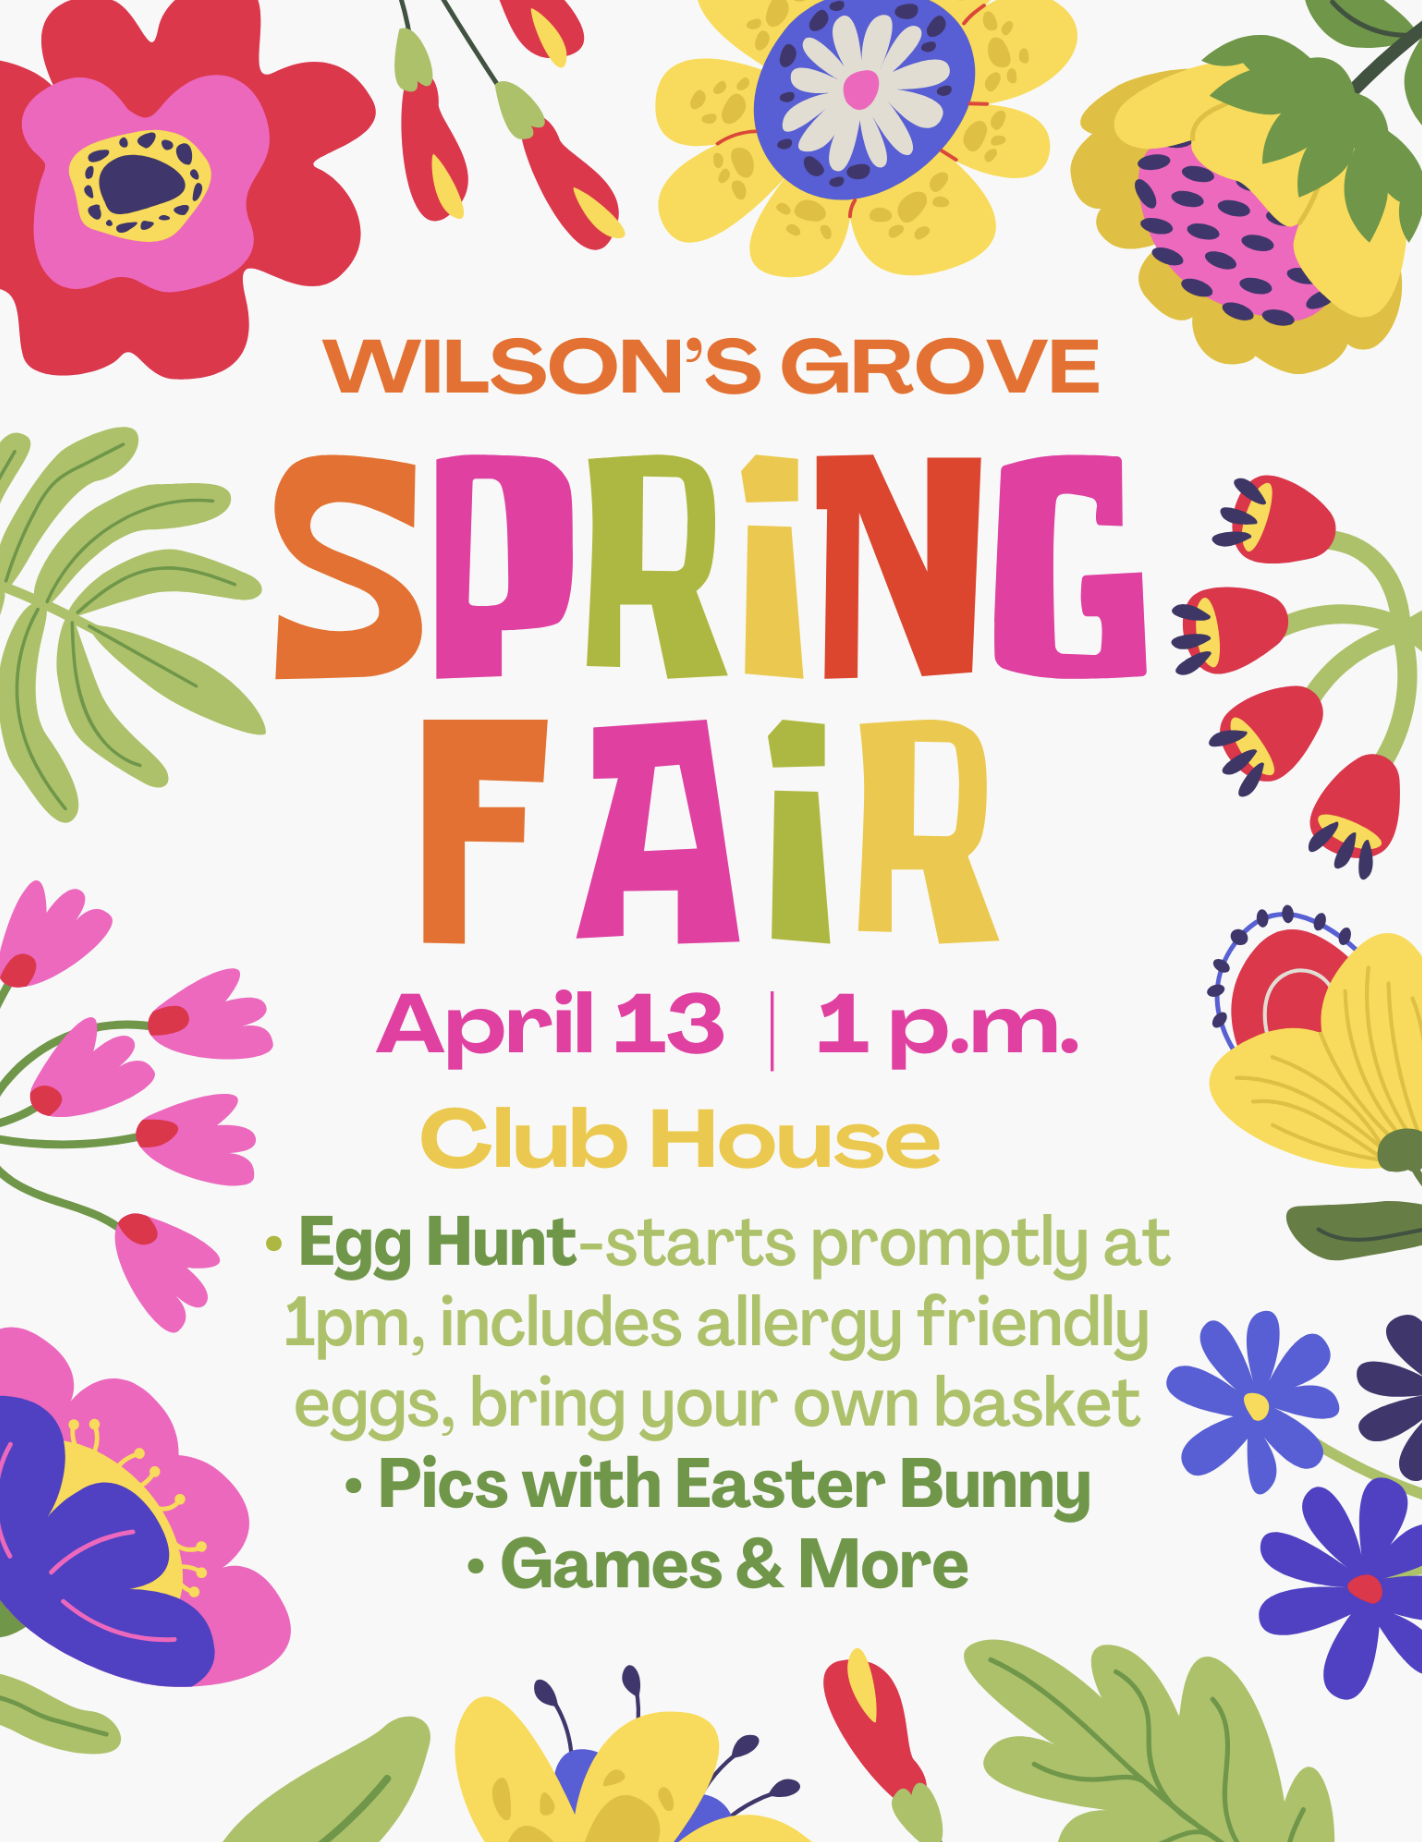 WILSON’S GROVE
SPRiNG
FAiR
April 13 | 1 p.m.
Club House
• Egg Hunt-starts promptly at
1pm, includes allergy friendly
eggs, bring your own basket
• Pics with Easter Bunny
• Games & More